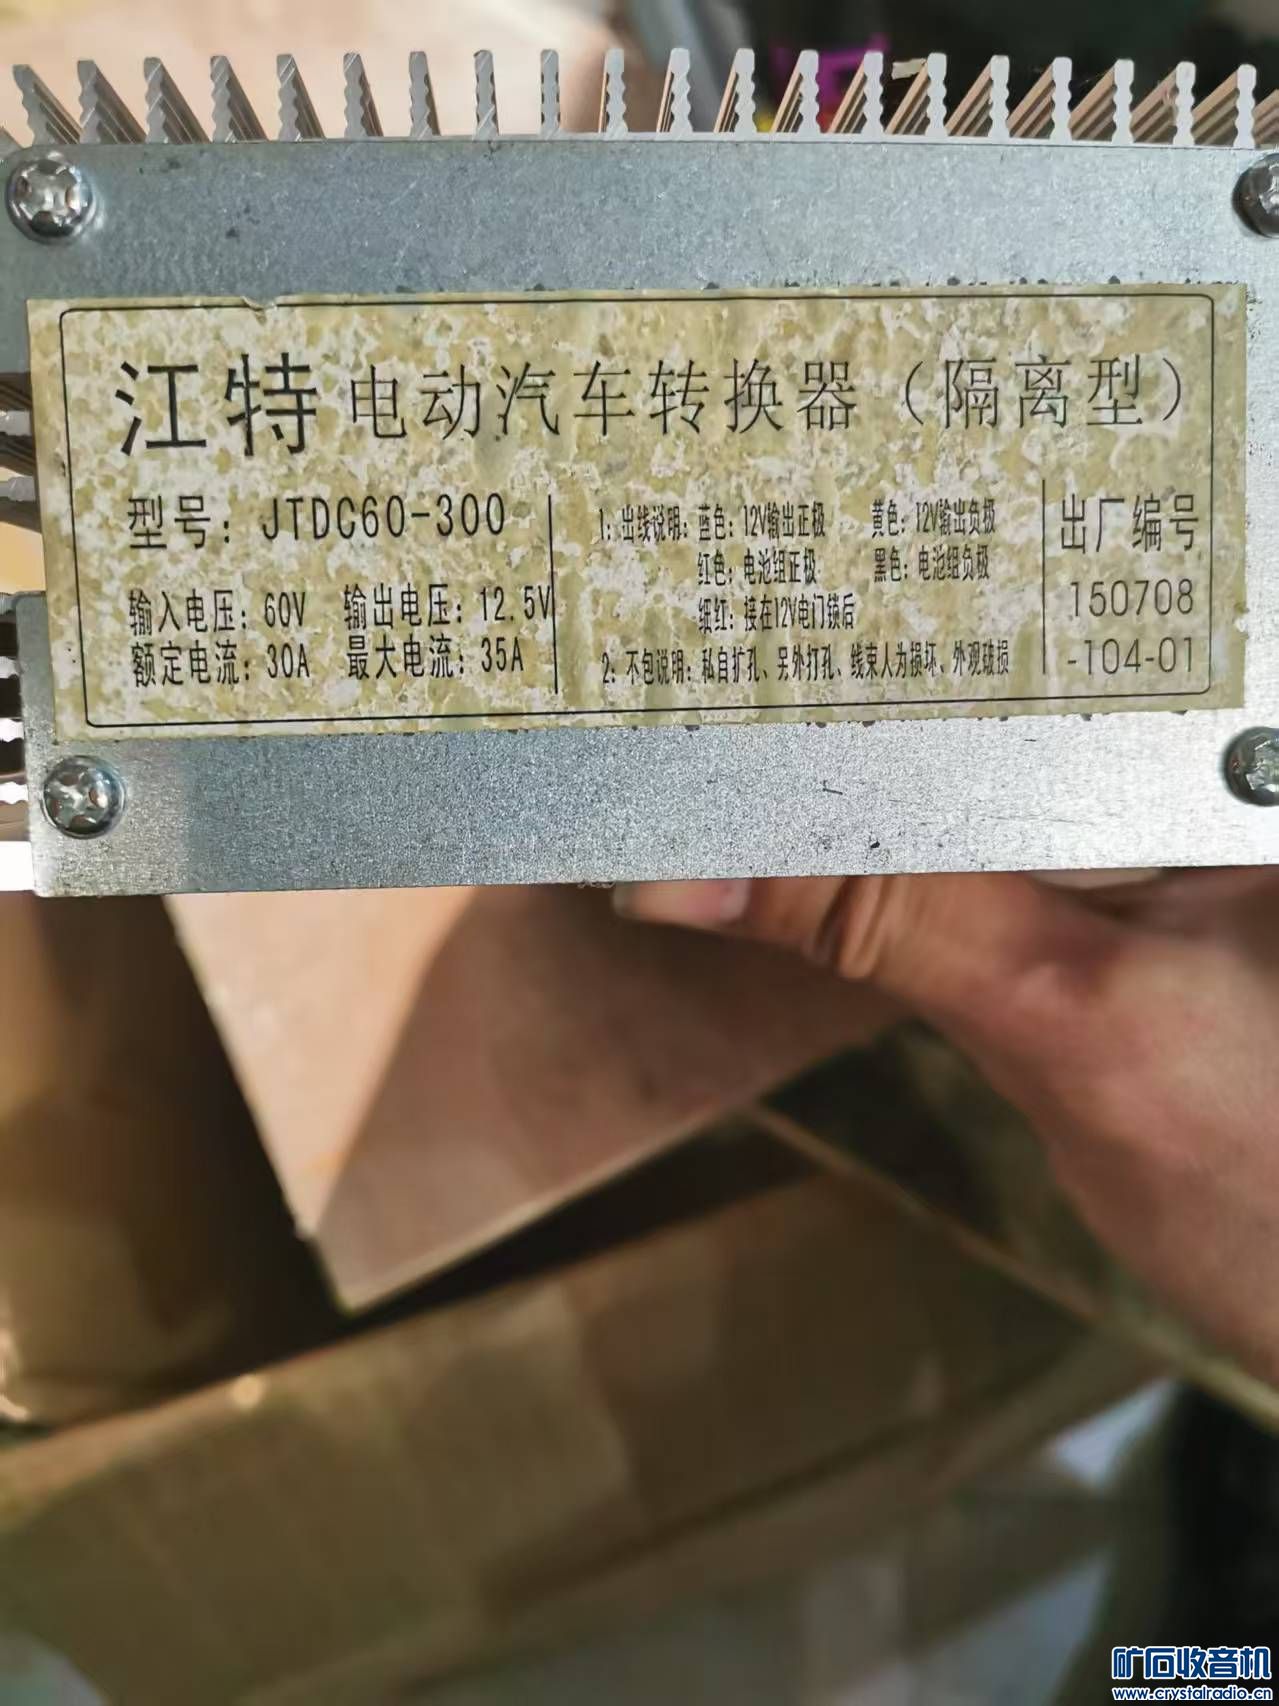 江特 电动汽车转换器（隔离型）
型号：JTDC60-300
输入电压：60V 输出电压：12.5V
额定电流：30A 最大电流：35A
1：出线说明：蓝色：12V输出正极 黄色：12V输出负极
红色：电池组正极 黑色：电池组负极
细红：接在12V电门锁后
2：不包说明：私自扩孔、另外打孔、线束人为损坏、外观破损
出厂编号
150708
-104-01
矿石收音机
www.crystalradio.cn